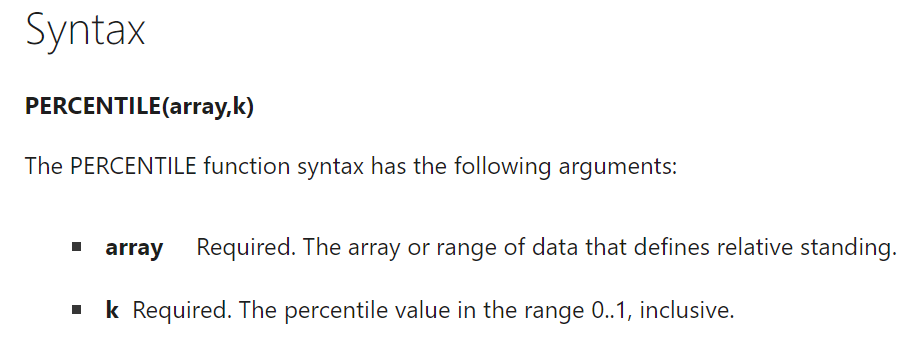 Syntax
PERCENTILE(array,k)
The PERCENTILE function syntax has the following arguments:
array Required. The array or range of data that defines relative standing.
k Required. The percentile value in the range 0..1, inclusive.